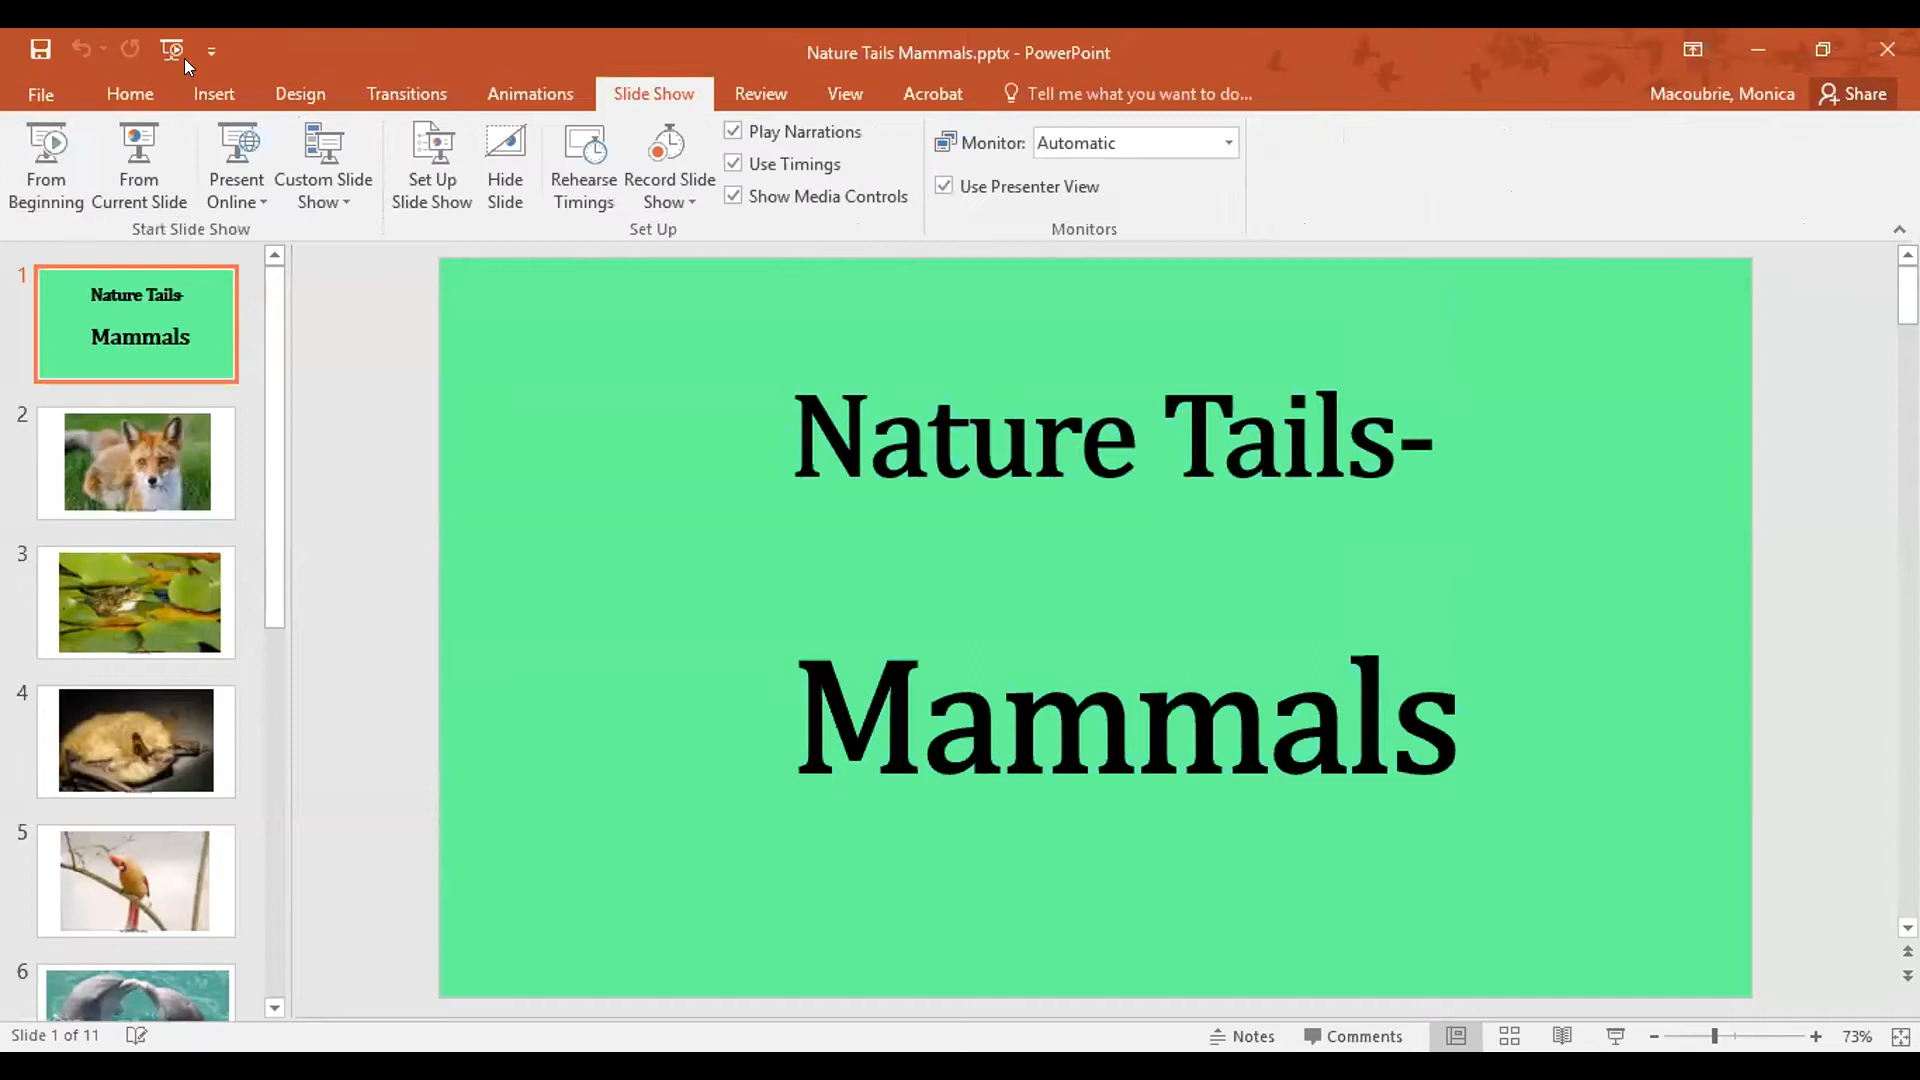 Nature Tails Mammals.pptx - PowerPoint
File Home Insert Design Transitions Animations Slide Show Review View Acrobat Tell me what you want to do... Macoubrie, Monica Share
From Beginning
From Current Slide
Present Online
Custom Slide Show
Start Slide Show
Set Up Slide Show
Hide Slide
Rehearse Timings
Record Slide Show
Play Narrations
Use Timings
Show Media Controls
Set Up
Monitor: Automatic
Use Presenter View
Monitors
1
Nature Tails-
Mammals
2
3
4
5
6
Nature Tails-
Mammals
Slide 1 of 11
Notes Comments 73%